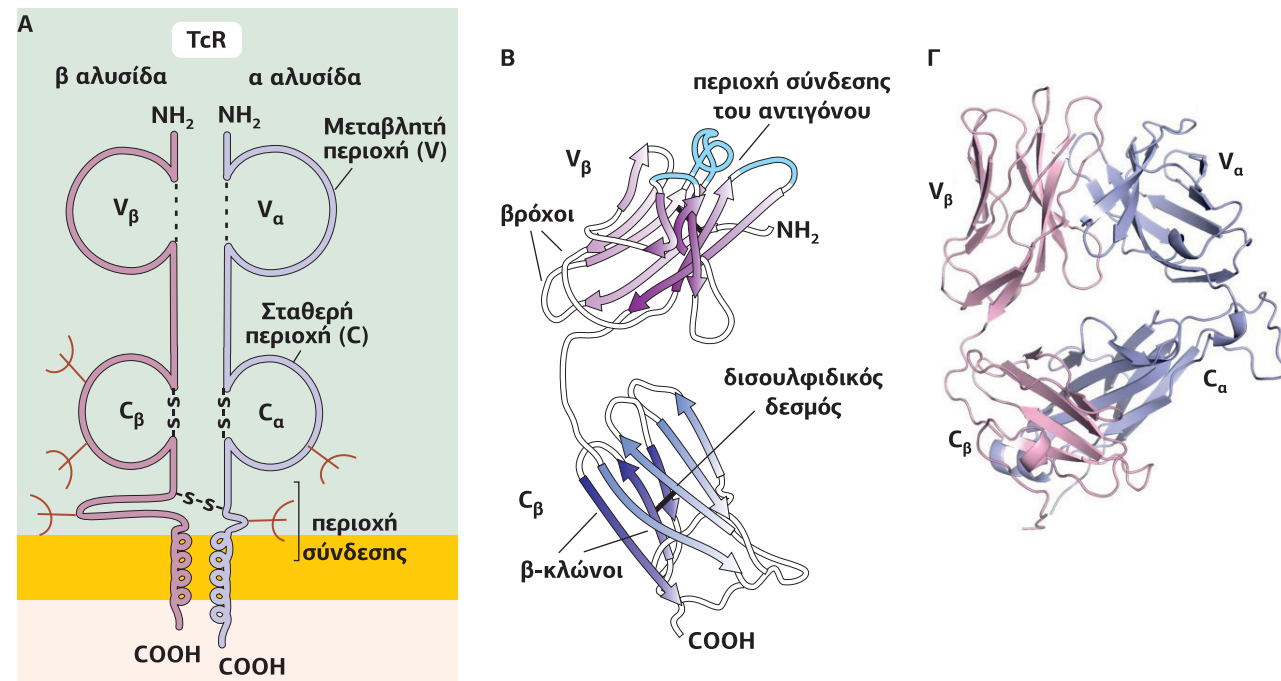 A
TcR
β αλυσίδα
α αλυσίδα
NH2
NH2
Μεταβλητή
περιοχή (V)
Vβ
Vα
Σταθερή
περιοχή (C)
S
S
S
S
Cβ
Cα
S-S
περιοχή
σύνδεσης
COOH
COOH
Β
περιοχή σύνδεσης
του αντιγόνου
Vβ
βρόχοι
NH2
δισουλφιδικός
δεσμός
Cβ
β-κλώνοι
COOH
Γ
Vβ
Vα
Cα
Cβ